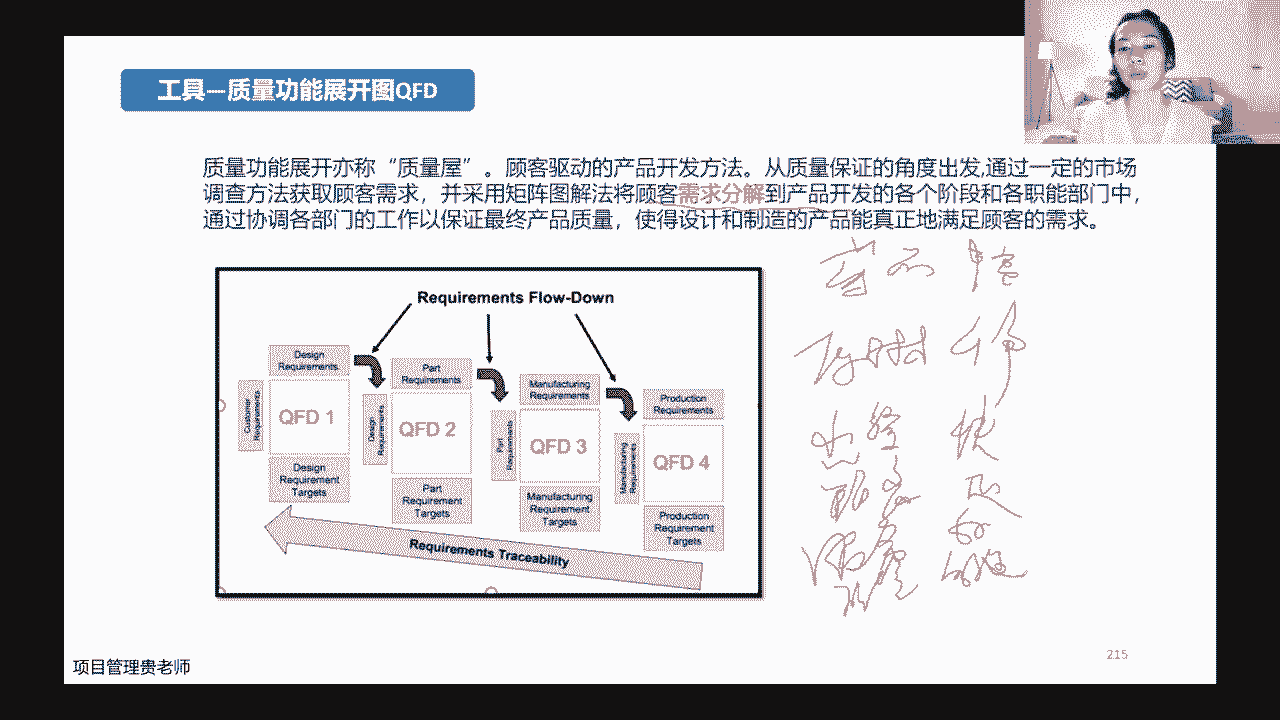 工具—质量功能展开图QFD
质量功能展开亦称“质量屋”。顾客驱动的产品开发方法。从质量保证的角度出发,通过一定的市场
调查方法获取顾客需求，并采用矩阵图解法将顾客需求分解到产品开发的各个阶段和各职能部门中，
通过协调各部门的工作以保证最终产品质量，使得设计和制造的产品能真正地满足顾客的需求。
Requirements Flow-Down
Design
Requirements
Customer
Requirements
QFD 1
Design
Requirement
Targets
Part
Requirements
Design
Requirements
QFD 2
Part
Requirement
Targets
Manufacturing
Requirements
Part
Requirements
QFD 3
Manufacturing
Requirement
Targets
Production
Requirements
Manufacturing
Requirements
QFD 4
Production
Requirement
Targets
Requirements Traceability
项目管理贵老师
215